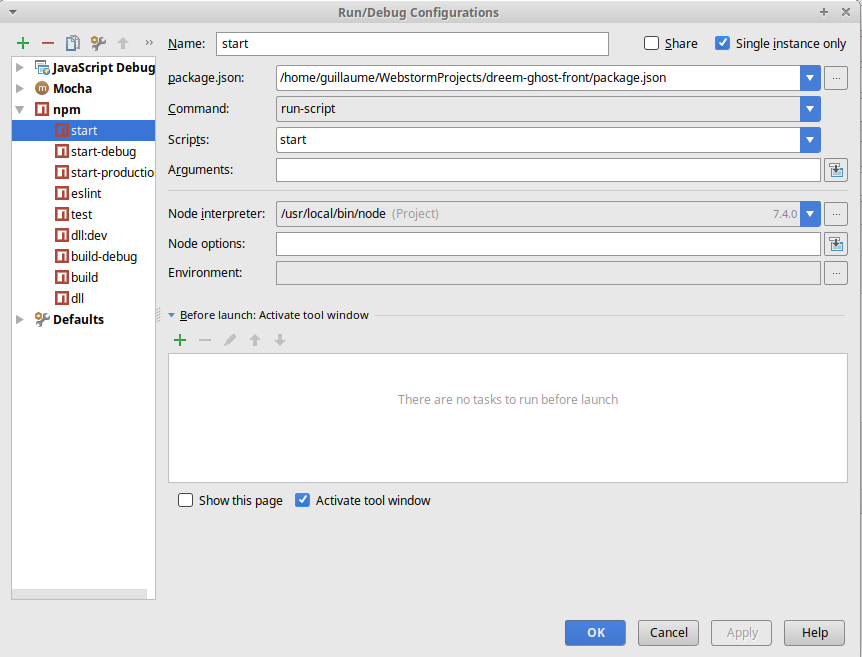 Run/Debug Configurations
Name: start
Share
Single instance only
JavaScript Debug
Mocha
npm
start
start-debug
start-productio
eslint
test
dll:dev
build-debug
build
dll
Defaults
package.json: /home/guillaume/WebstormProjects/dreem-ghost-front/package.json
Command: run-script
Scripts: start
Arguments:
Node interpreter: /usr/local/bin/node (Project) 7.4.0
Node options:
Environment:
Before launch: Activate tool window
There are no tasks to run before launch
Show this page
Activate tool window
OK
Cancel
Apply
Help